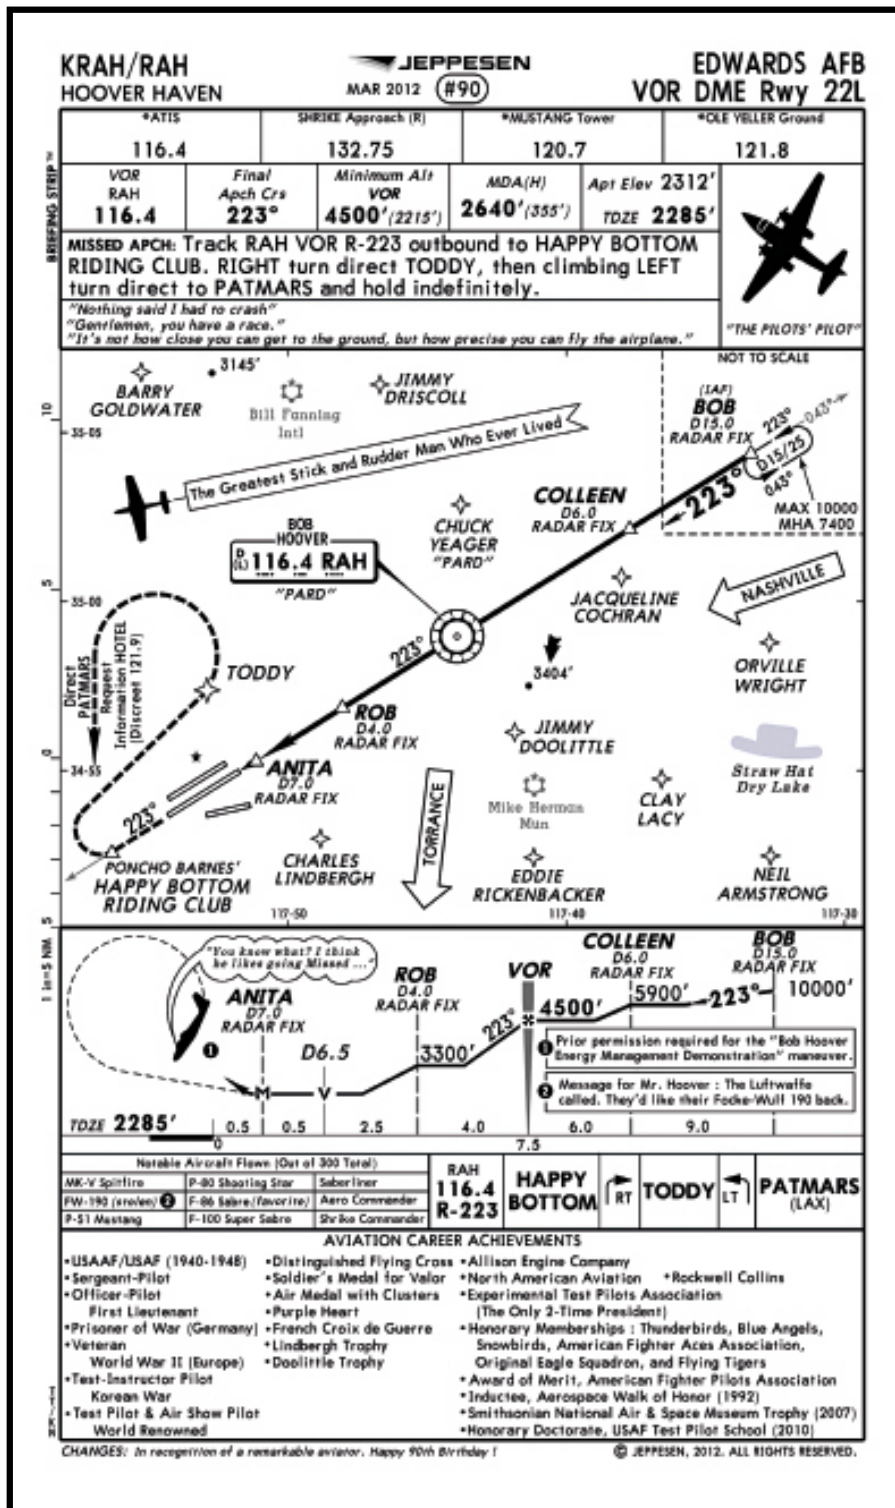 KRAH/RAH
HOOVER HAVEN
JEPPESEN
MAR 2012 #90
EDWARDS AFB
VOR DME Rwy 22L
BRIEFING STRIP™
*ATIS
116.4
SHRIKE Approach (R)
132.75
*MUSTANG Tower
120.7
*OLE YELLER Ground
121.8
VOR
RAH
116.4
Final
Apch Crs
223°
Minimum Alt
VOR
4500' (2215')
MDA(H)
2640' (355')
Apt Elev 2312'
TDZE 2285'
MISSED APCH: Track RAH VOR R-223 outbound to HAPPY BOTTOM
RIDING CLUB. RIGHT turn direct TODDY, then climbing LEFT
turn direct to PATMARS and hold indefinitely.
"Nothing said I had to crash"
"Gentlemen, you have a race."
"It's not how close you can get to the ground, but how precise you can fly the airplane."
"THE PILOTS' PILOT"
NOT TO SCALE
3145'
BARRY
GOLDWATER
Bill Fanning
Intl
JIMMY
DRISCOLL
(IAF)
BOB
D15.0
RADAR FIX
223°
043°
D15/25
043°
MAX 10000
MHA 7400
10
35-05
The Greatest Stick and Rudder Man Who Ever Lived
COLLEEN
D6.0
RADAR FIX
223°
CHUCK
YEAGER
"PARD"
BOB
HOOVER
D
(L) 116.4 RAH
"PARD"
JACQUELINE
COCHRAN
NASHVILLE
5
35-00
223°
Direct
PATMARS
Request
Information HOTEL
(Discreet 121.9)
TODDY
3404'
ORVILLE
WRIGHT
ROB
D4.0
RADAR FIX
JIMMY
DOOLITTLE
0
34-55
ANITA
D7.0
RADAR FIX
Straw Hat
Dry Lake
Mike Herman
Mun
CLAY
LACY
TORRANCE
223°
PONCHO BARNES'
HAPPY BOTTOM
RIDING CLUB
CHARLES
LINDBERGH
EDDIE
RICKENBACKER
NEIL
ARMSTRONG
5
117-50
117-40
117-30
1 in=5 NM
"You know what? I think
he likes going Missed ..."
ANITA
D7.0
RADAR FIX
1
ROB
D4.0
RADAR FIX
VOR
COLLEEN
D6.0
RADAR FIX
BOB
D15.0
RADAR FIX
4500'
5900'
223°
10000'
223°
3300'
D6.5
M
V
1 Prior permission required for the "Bob Hoover
Energy Management Demonstration" maneuver.
2 Message for Mr. Hoover : The Luftwaffe
called. They'd like their Focke-Wulf 190 back.
TDZE 2285'
0.5 0.5 2.5 4.0 6.0 9.0
0 7.5
Notable Aircraft Flown (Out of 300 Total)
MK-V Spitfire P-80 Shooting Star Saberliner
FW-190 (stolen) 2 F-86 Sabre (favorite) Aero Commander
P-51 Mustang F-100 Super Sabre Shrike Commander
RAH
116.4
R-223
HAPPY
BOTTOM
RT
TODDY
LT
PATMARS
(LAX)
AVIATION CAREER ACHIEVEMENTS
•USAAF/USAF (1940-1948)
•Sergeant-Pilot
•Officer-Pilot
First Lieutenant
•Prisoner of War (Germany)
•Veteran
World War II (Europe)
•Test-Instructor Pilot
Korean War
•Test Pilot & Air Show Pilot
World Renowned
•Distinguished Flying Cross
•Soldier's Medal for Valor
•Air Medal with Clusters
•Purple Heart
•French Croix de Guerre
•Lindbergh Trophy
•Doolittle Trophy
•Allison Engine Company
•North American Aviation •Rockwell Collins
•Experimental Test Pilots Association
(The Only 2-Time President)
•Honorary Memberships : Thunderbirds, Blue Angels,
Snowbirds, American Fighter Aces Association,
Original Eagle Squadron, and Flying Tigers
•Award of Merit, American Fighter Pilots Association
•Inductee, Aerospace Walk of Honor (1992)
•Smithsonian National Air & Space Museum Trophy (2007)
•Honorary Doctorate, USAF Test Pilot School (2010)
CHANGES: In recognition of a remarkable aviator. Happy 90th Birthday !
© JEPPESEN, 2012. ALL RIGHTS RESERVED.